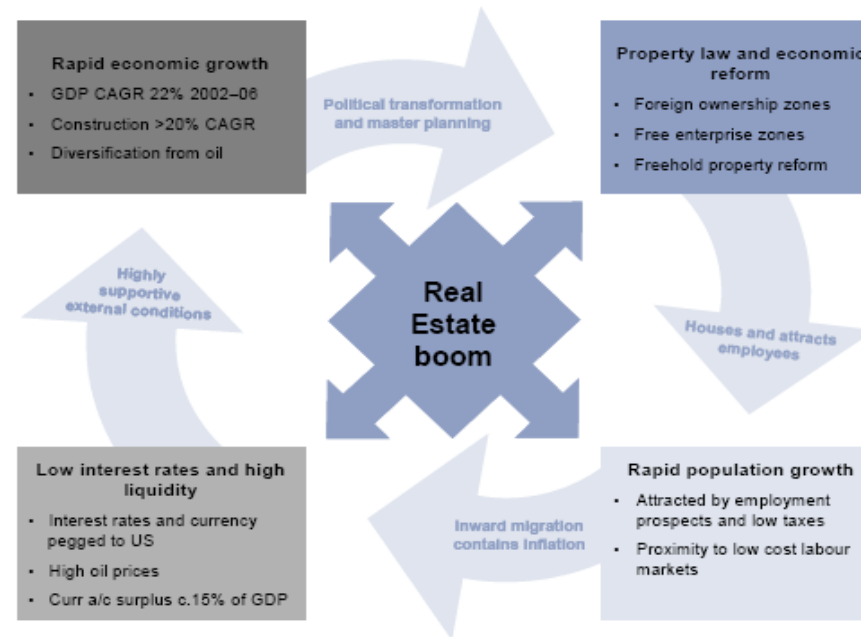 Rapid economic growth
• GDP CAGR 22% 2002–06
• Construction >20% CAGR
• Diversification from oil
Political transformation
and master planning
Property law and economic
reform
• Foreign ownership zones
• Free enterprise zones
• Freehold property reform
Highly
supportive
external conditions
Real
Estate
boom
Houses and attracts
employees
Low interest rates and high
liquidity
• Interest rates and currency
pegged to US
• High oil prices
• Curr a/c surplus c.15% of GDP
Inward migration
contains inflation
Rapid population growth
• Attracted by employment
prospects and low taxes
• Proximity to low cost labour
markets